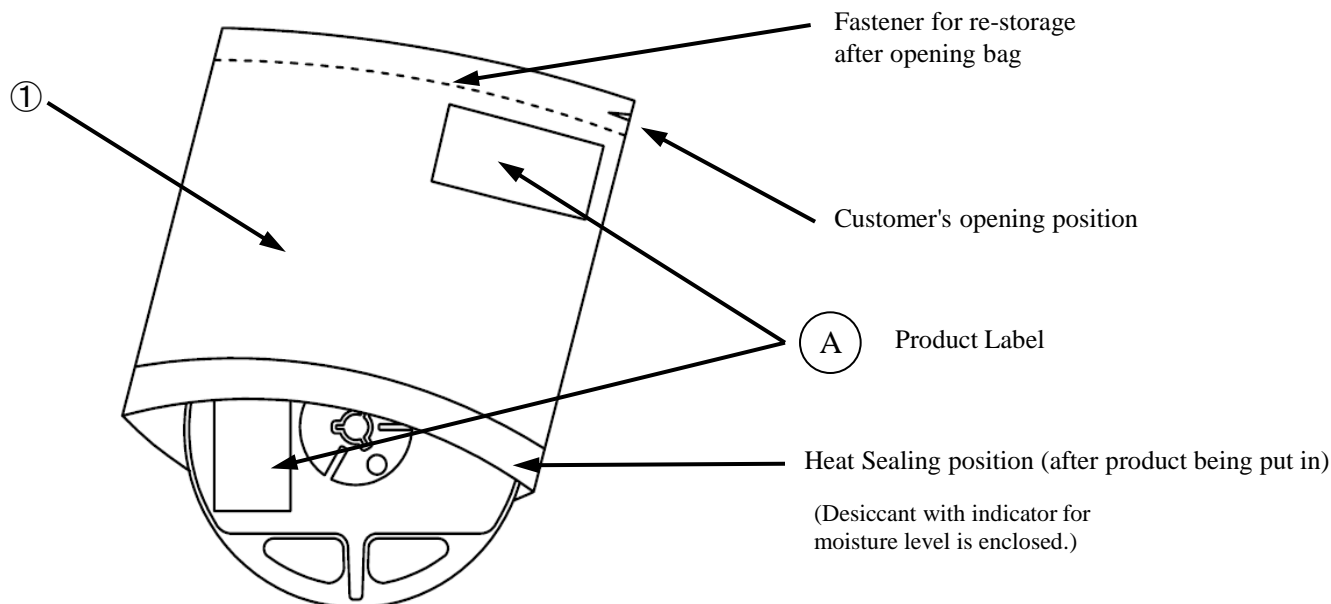 Fastener for re-storage
after opening bag
①
Customer's opening position
A Product Label
Heat Sealing position (after product being put in)
(Desiccant with indicator for
moisture level is enclosed.)